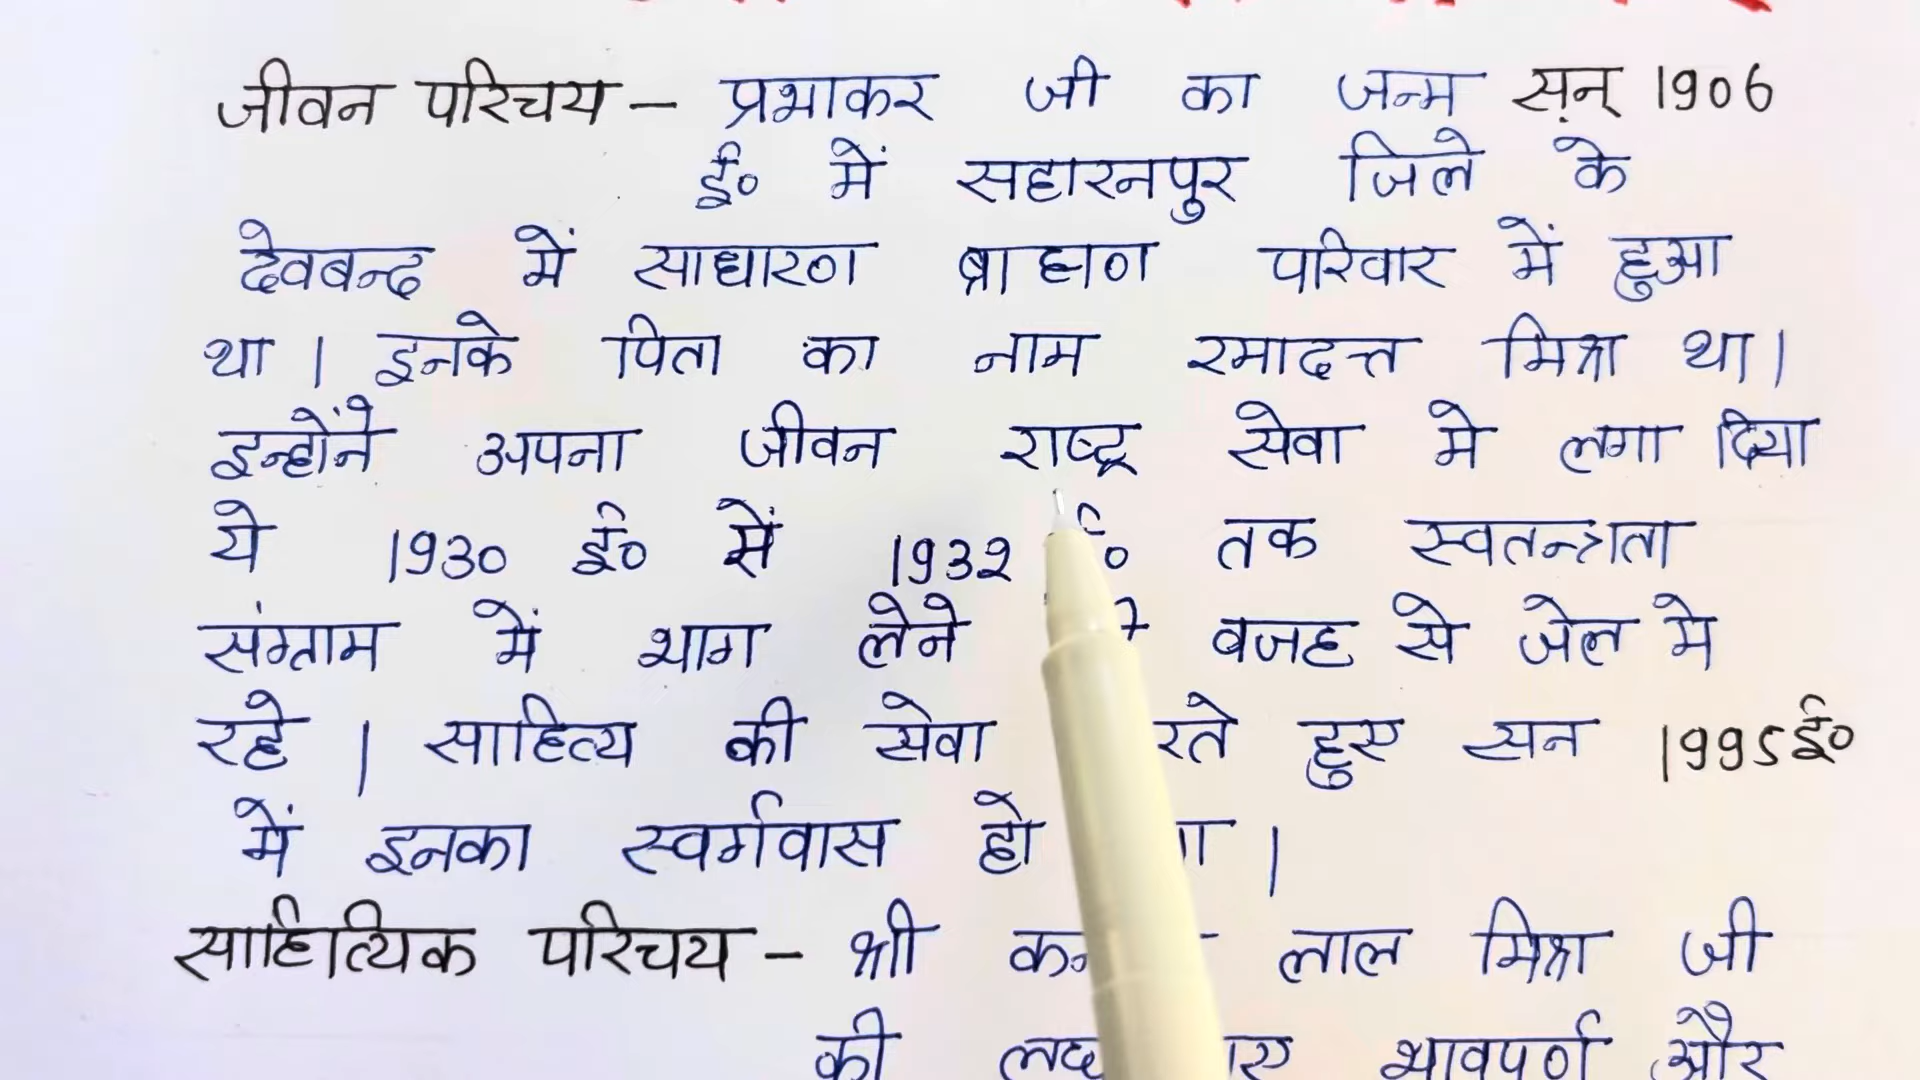 जीवन परिचय – प्रभाकर जी का जन्म सन् 1906
ई० में सहारनपुर जिले के
देवबन्द में साधारण ब्राह्मण परिवार में हुआ
था । इनके पिता का नाम रमादत्त मिश्रा था।
इन्होंने अपना जीवन राष्ट्र सेवा मे लगा दिया
ये 1930 ई० में 1932 ई० तक स्वतन्त्रता
संग्राम में भाग लेने वजह से जेल मे
रहे । साहित्य की सेवा हुए सन 1995 ई०
में इनका स्वर्गवास हो ।
साहित्यिक परिचय – श्री लाल मिश्रा जी
की भावपूर्ण और